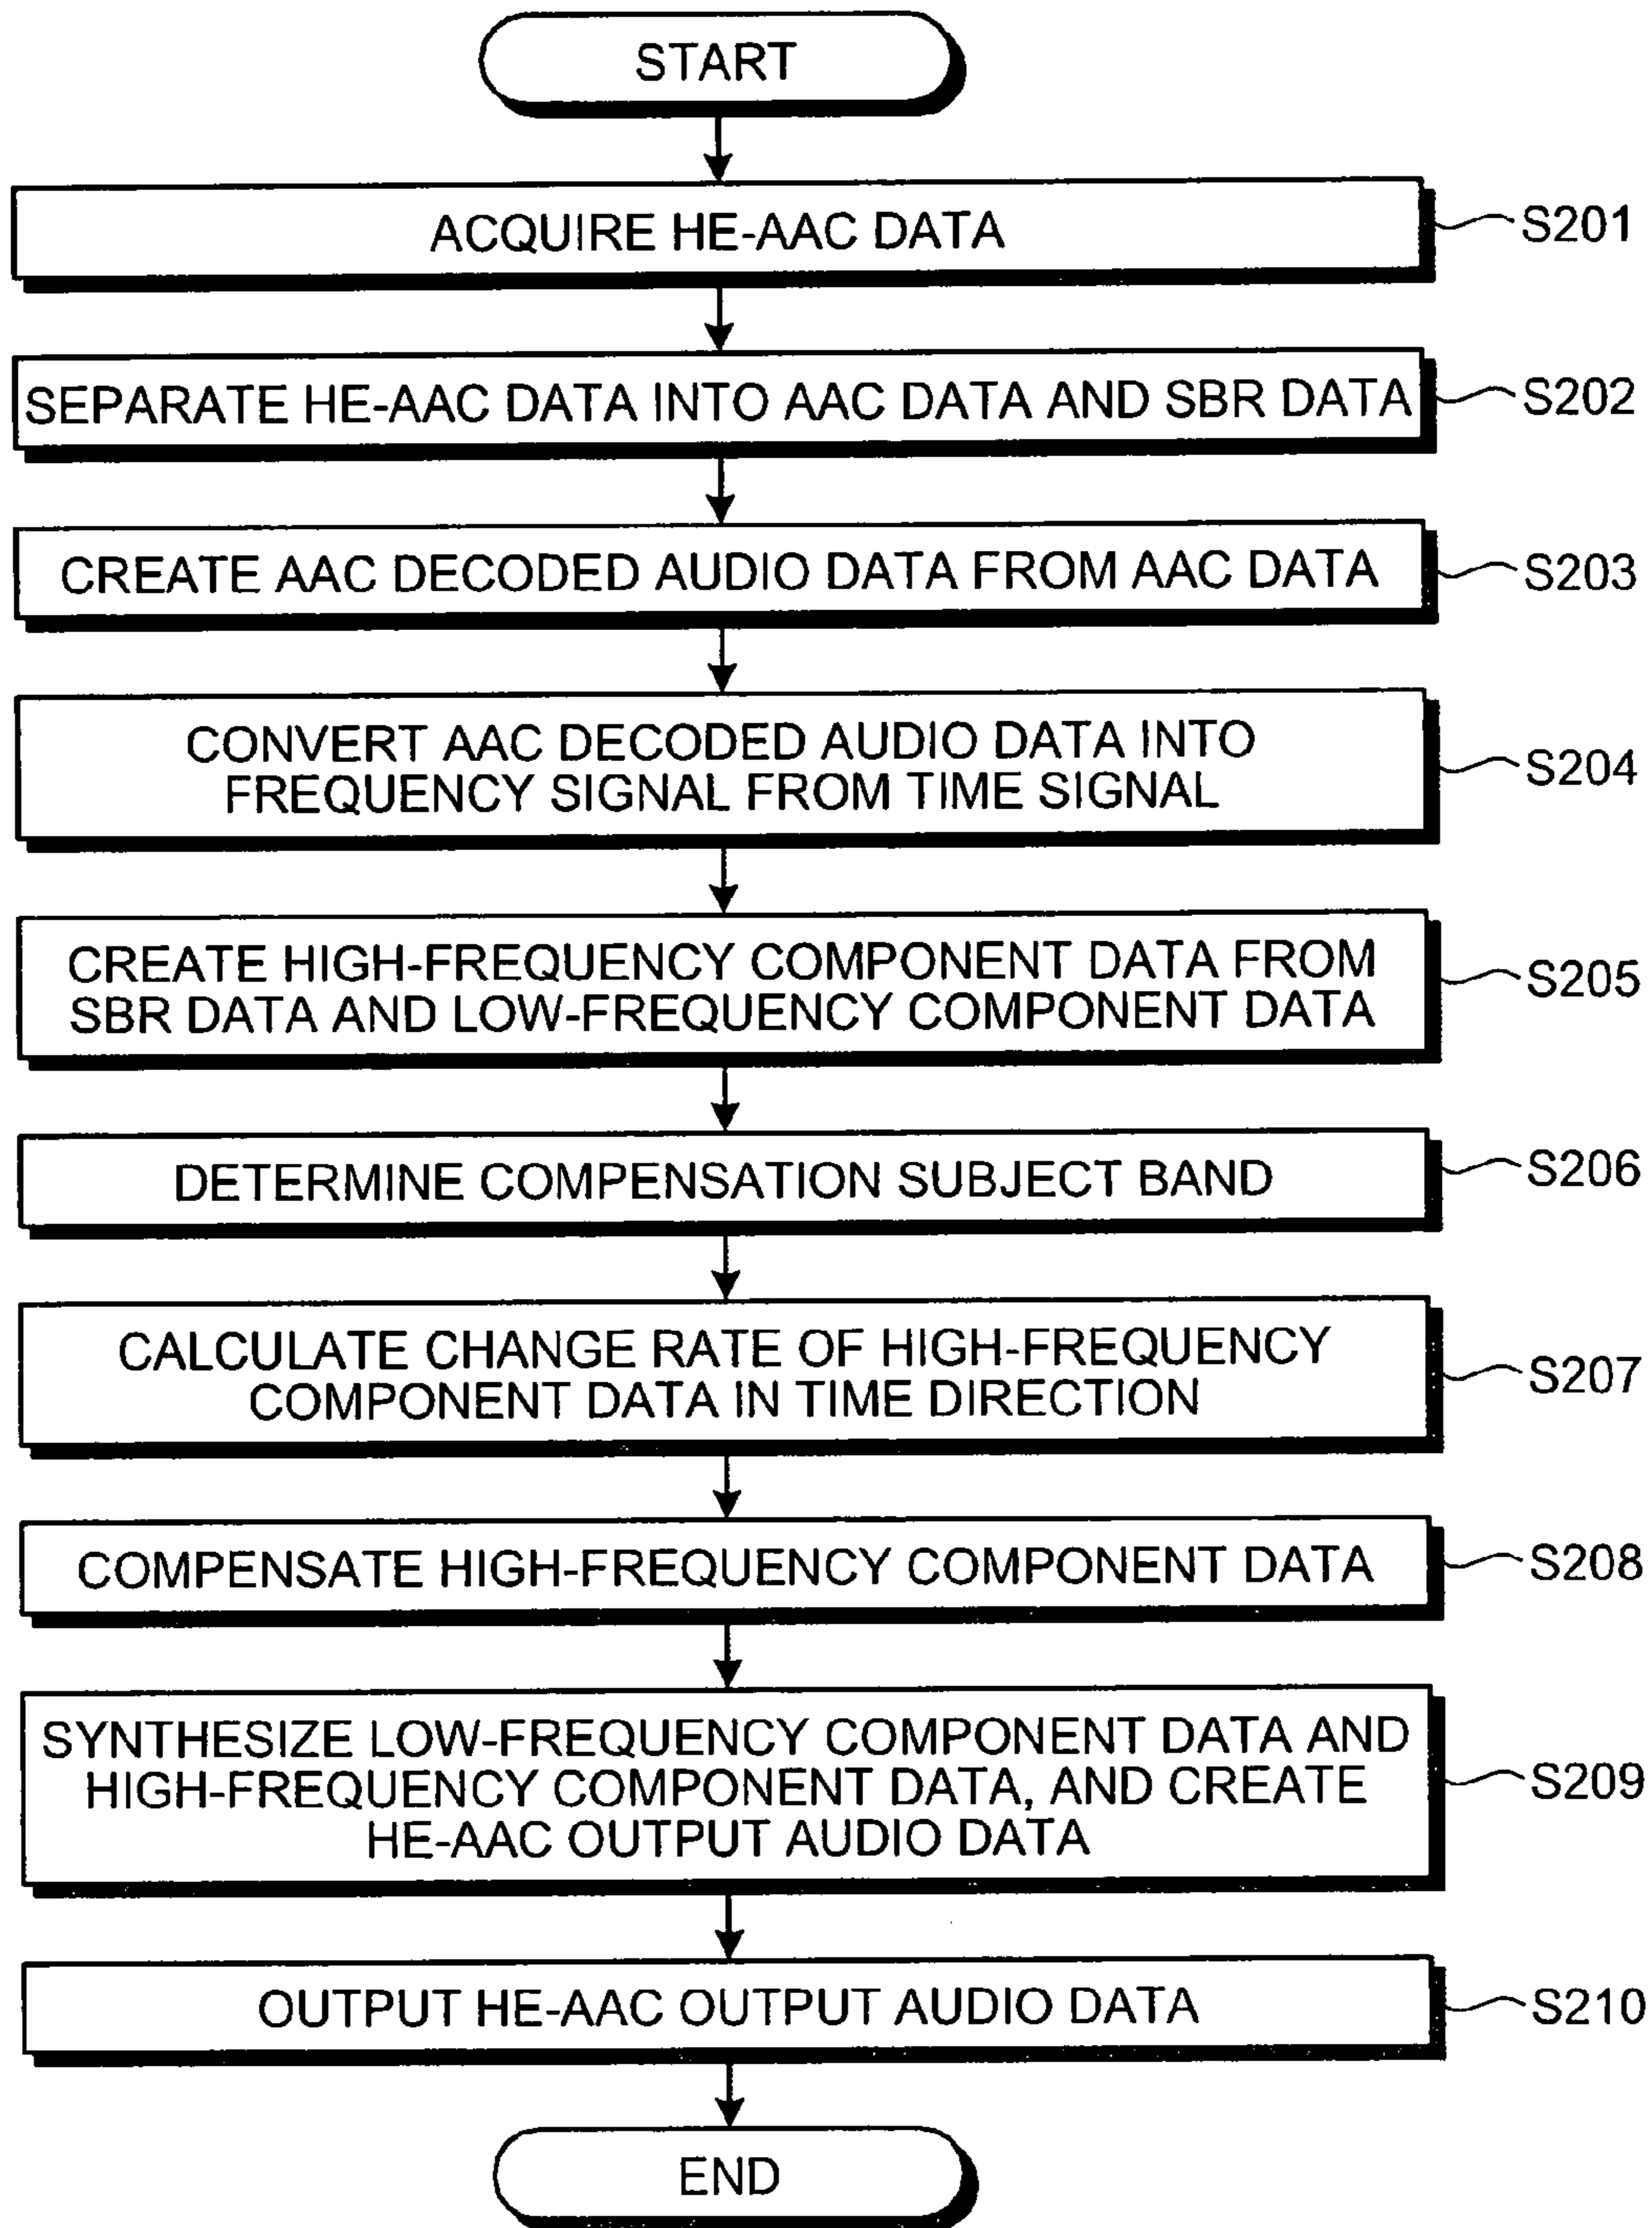 START
ACQUIRE HE-AAC DATA
S201
SEPARATE HE-AAC DATA INTO AAC DATA AND SBR DATA
S202
CREATE AAC DECODED AUDIO DATA FROM AAC DATA
S203
CONVERT AAC DECODED AUDIO DATA INTO
FREQUENCY SIGNAL FROM TIME SIGNAL
S204
CREATE HIGH-FREQUENCY COMPONENT DATA FROM
SBR DATA AND LOW-FREQUENCY COMPONENT DATA
S205
DETERMINE COMPENSATION SUBJECT BAND
S206
CALCULATE CHANGE RATE OF HIGH-FREQUENCY
COMPONENT DATA IN TIME DIRECTION
S207
COMPENSATE HIGH-FREQUENCY COMPONENT DATA
S208
SYNTHESIZE LOW-FREQUENCY COMPONENT DATA AND
HIGH-FREQUENCY COMPONENT DATA, AND CREATE
HE-AAC OUTPUT AUDIO DATA
S209
OUTPUT HE-AAC OUTPUT AUDIO DATA
S210
END